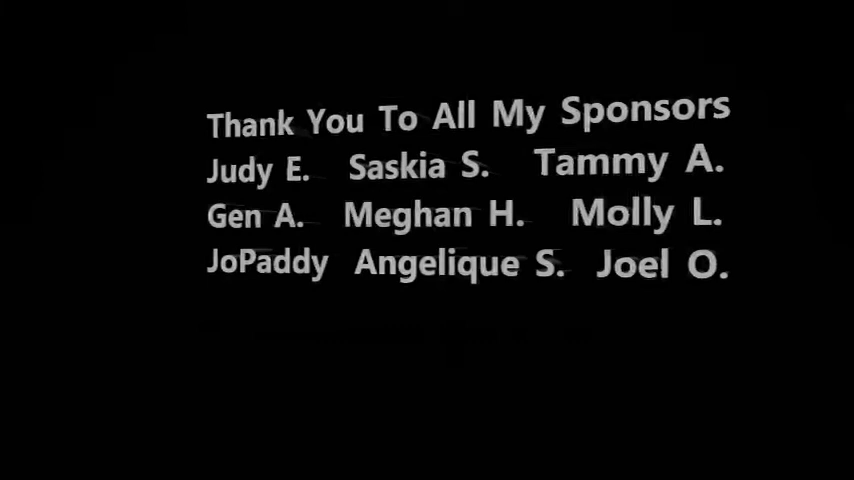 Thank You To All My Sponsors
Judy E. Saskia S. Tammy A.
Gen A. Meghan H. Molly L.
JoPaddy Angelique S. Joel O.